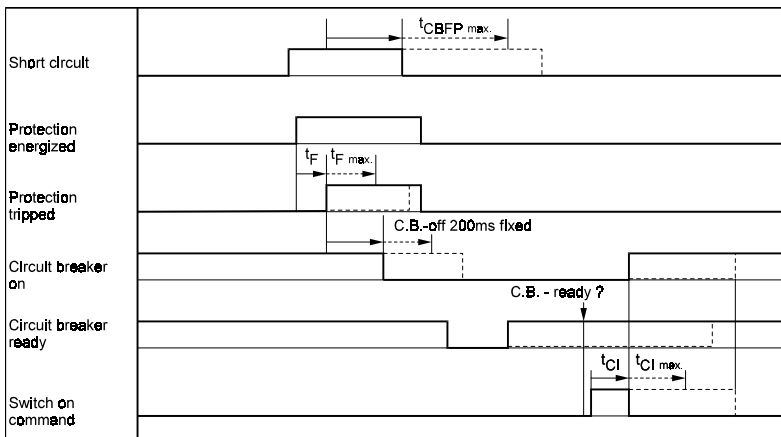 tCBFP max.
Short circuit
Protection
energized
tF tF max.
Protection
tripped
C.B.-off 200ms fixed
Circuit breaker
on
C.B. - ready ?
Circuit breaker
ready
tCI tCI max.
Switch on
command